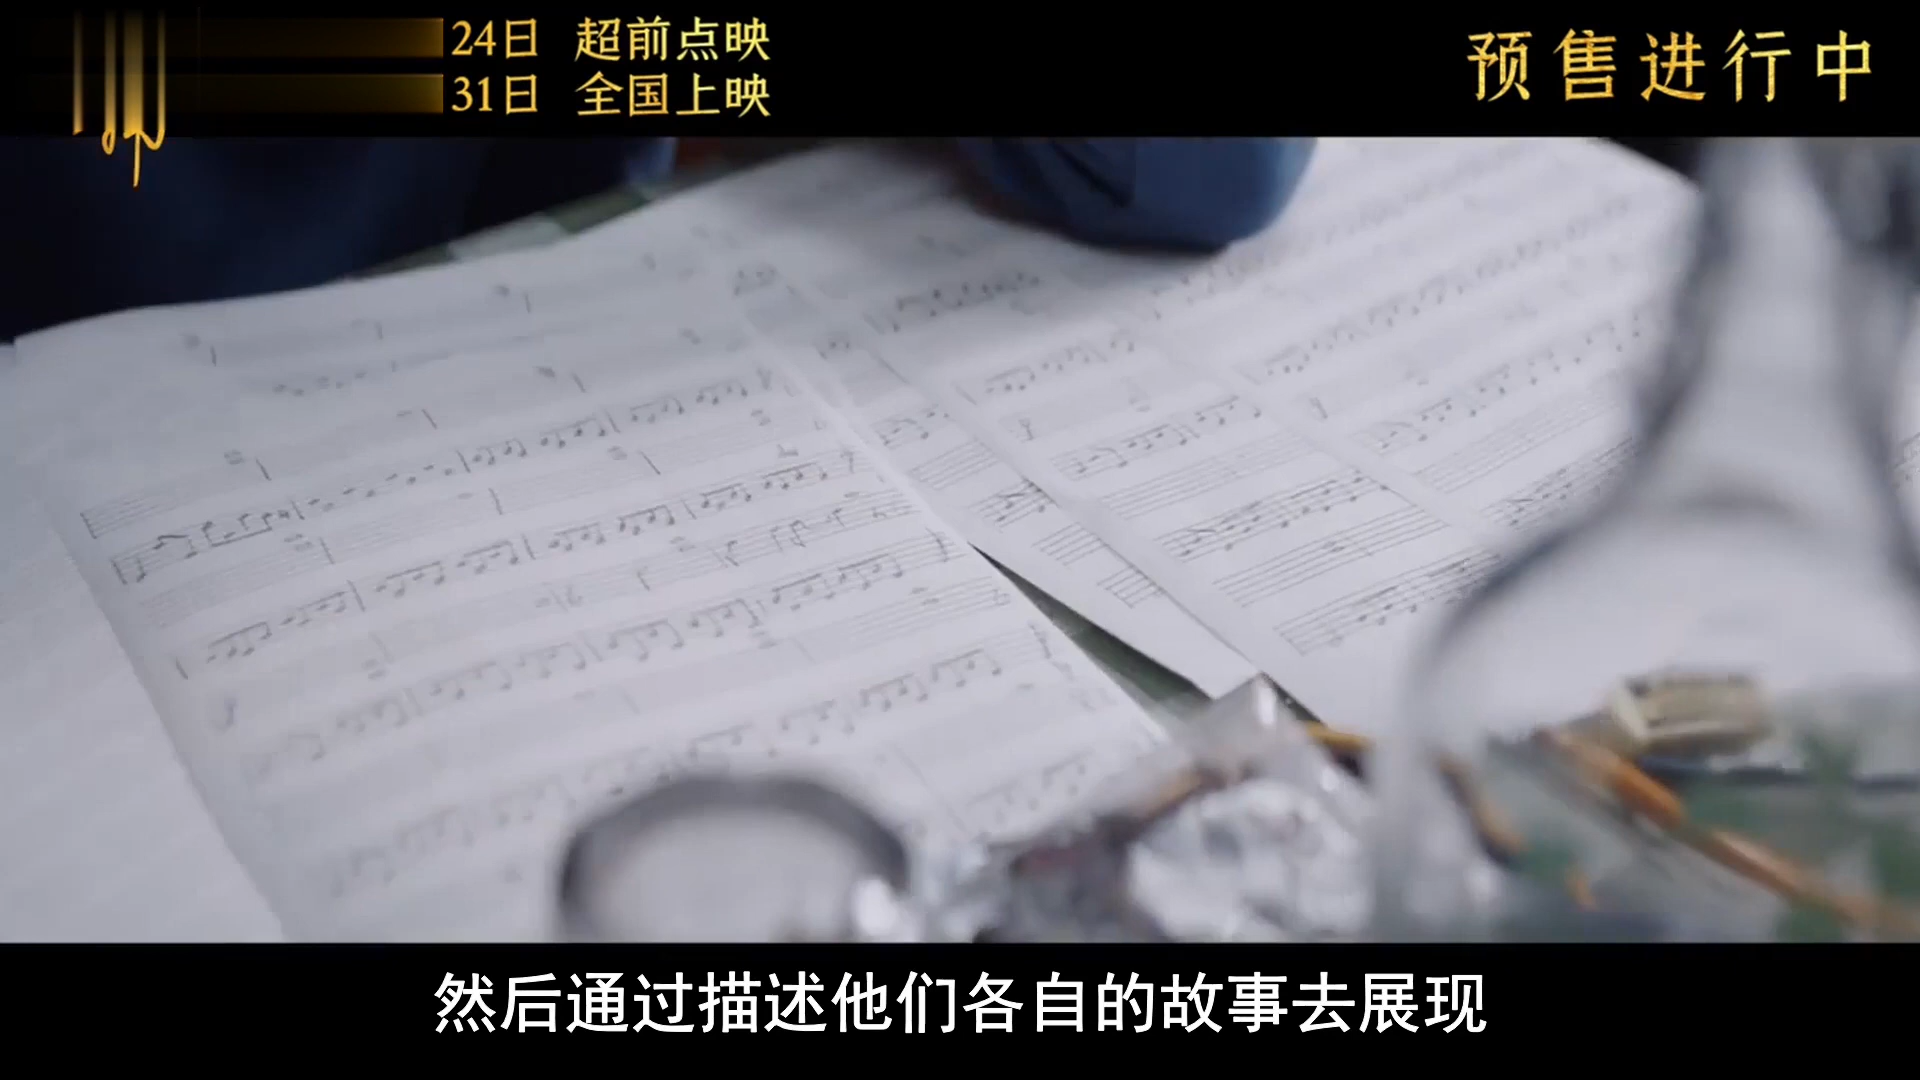 24日 超前点映
31日 全国上映
预售进行中
然后通过描述他们各自的故事去展现